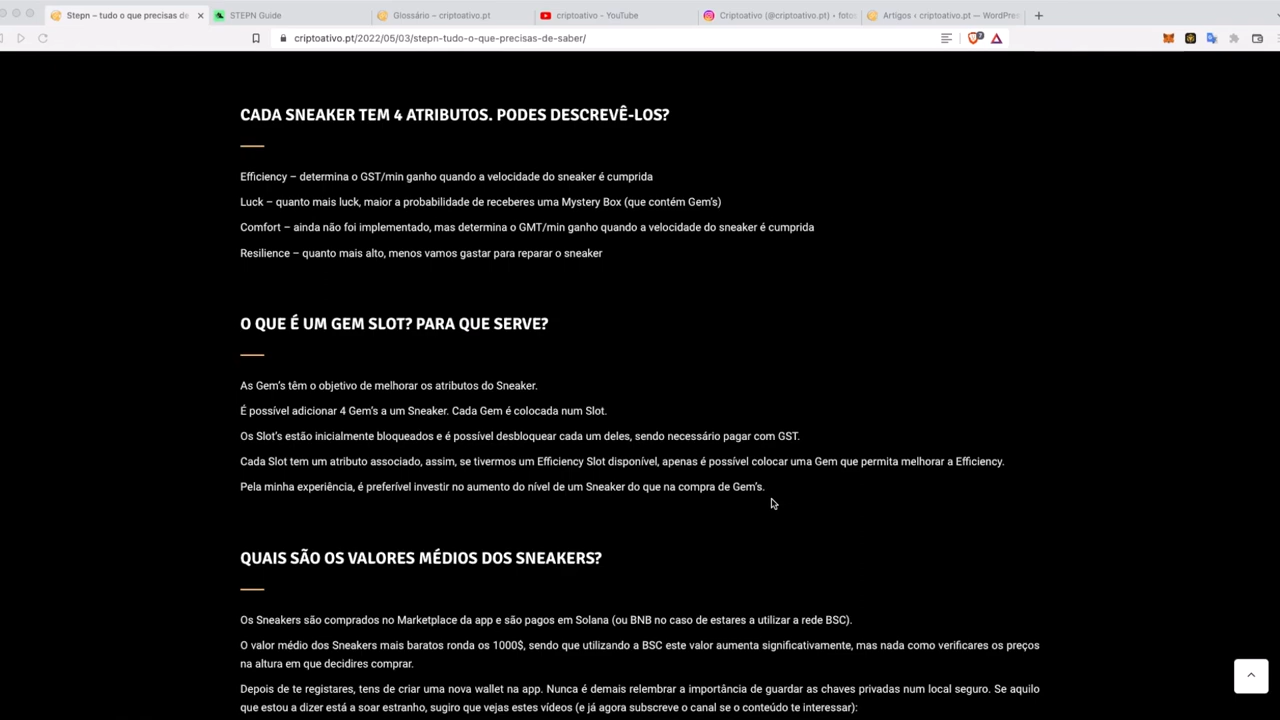 Stepn – tudo o que precisas de
STEPN Guide
Glossário – criptoativo.pt
criptoativo – YouTube
Criptoativo (@criptoativo.pt) • fotos
Artigos ‹ criptoativo.pt — WordPres
criptoativo.pt/2022/05/03/stepn-tudo-o-que-precisas-de-saber/
CADA SNEAKER TEM 4 ATRIBUTOS. PODES DESCREVÊ-LOS?
Efficiency – determina o GST/min ganho quando a velocidade do sneaker é cumprida
Luck – quanto mais luck, maior a probabilidade de receberes uma Mystery Box (que contém Gem's)
Comfort – ainda não foi implementado, mas determina o GMT/min ganho quando a velocidade do sneaker é cumprida
Resilience – quanto mais alto, menos vamos gastar para reparar o sneaker
O QUE É UM GEM SLOT? PARA QUE SERVE?
As Gem's têm o objetivo de melhorar os atributos do Sneaker.
É possível adicionar 4 Gem's a um Sneaker. Cada Gem é colocada num Slot.
Os Slot's estão inicialmente bloqueados e é possível desbloquear cada um deles, sendo necessário pagar com GST.
Cada Slot tem um atributo associado, assim, se tivermos um Efficiency Slot disponível, apenas é possível colocar uma Gem que permita melhorar a Efficiency.
Pela minha experiência, é preferível investir no aumento do nível de um Sneaker do que na compra de Gem's.
QUAIS SÃO OS VALORES MÉDIOS DOS SNEAKERS?
Os Sneakers são comprados no Marketplace da app e são pagos em Solana (ou BNB no caso de estares a utilizar a rede BSC).
O valor médio dos Sneakers mais baratos ronda os 1000$, sendo que utilizando a BSC este valor aumenta significativamente, mas nada como verificares os preços
na altura em que decidires comprar.
Depois de te registares, tens de criar uma nova wallet na app. Nunca é demais relembrar a importância de guardar as chaves privadas num local seguro. Se aquilo
que estou a dizer está a soar estranho, sugiro que vejas estes vídeos (e já agora subscreve o canal se o conteúdo te interessar):